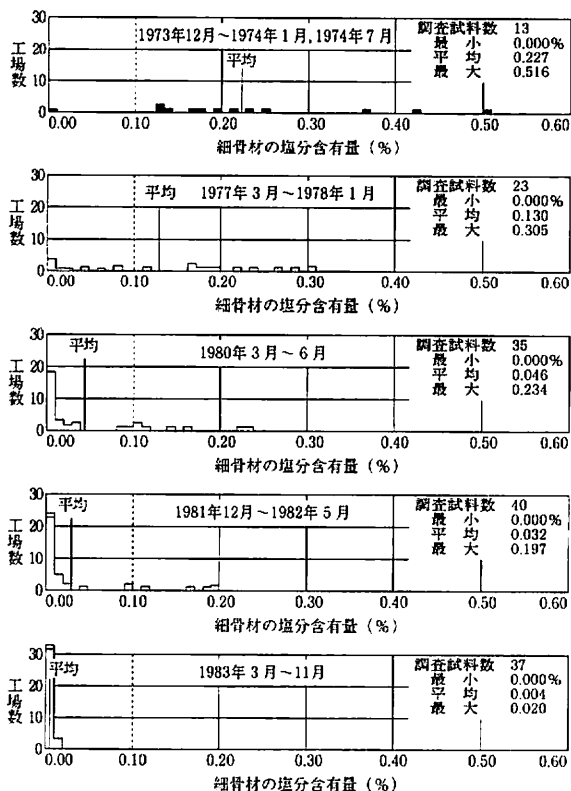 1973年12月～1974年1月,1974年7月
平均
調査試料数 13
最小 0.000%
平均 0.227
最大 0.516
工場数
30
20
10
0
0.00 0.10 0.20 0.30 0.40 0.50 0.60
細骨材の塩分含有量（%）
平均 1977年3月～1978年1月
調査試料数 23
最小 0.000%
平均 0.130
最大 0.305
工場数
30
20
10
0
0.00 0.10 0.20 0.30 0.40 0.50 0.60
細骨材の塩分含有量（%）
平均 1980年3月～6月
調査試料数 35
最小 0.000%
平均 0.046
最大 0.234
工場数
30
20
10
0
0.00 0.10 0.20 0.30 0.40 0.50 0.60
細骨材の塩分含有量（%）
平均 1981年12月～1982年5月
調査試料数 40
最小 0.000%
平均 0.032
最大 0.197
工場数
30
20
10
0
0.00 0.10 0.20 0.30 0.40 0.50 0.60
細骨材の塩分含有量（%）
平均 1983年3月～11月
調査試料数 37
最小 0.000%
平均 0.004
最大 0.020
工場数
30
20
10
0
0.00 0.10 0.20 0.30 0.40 0.50 0.60
細骨材の塩分含有量（%）